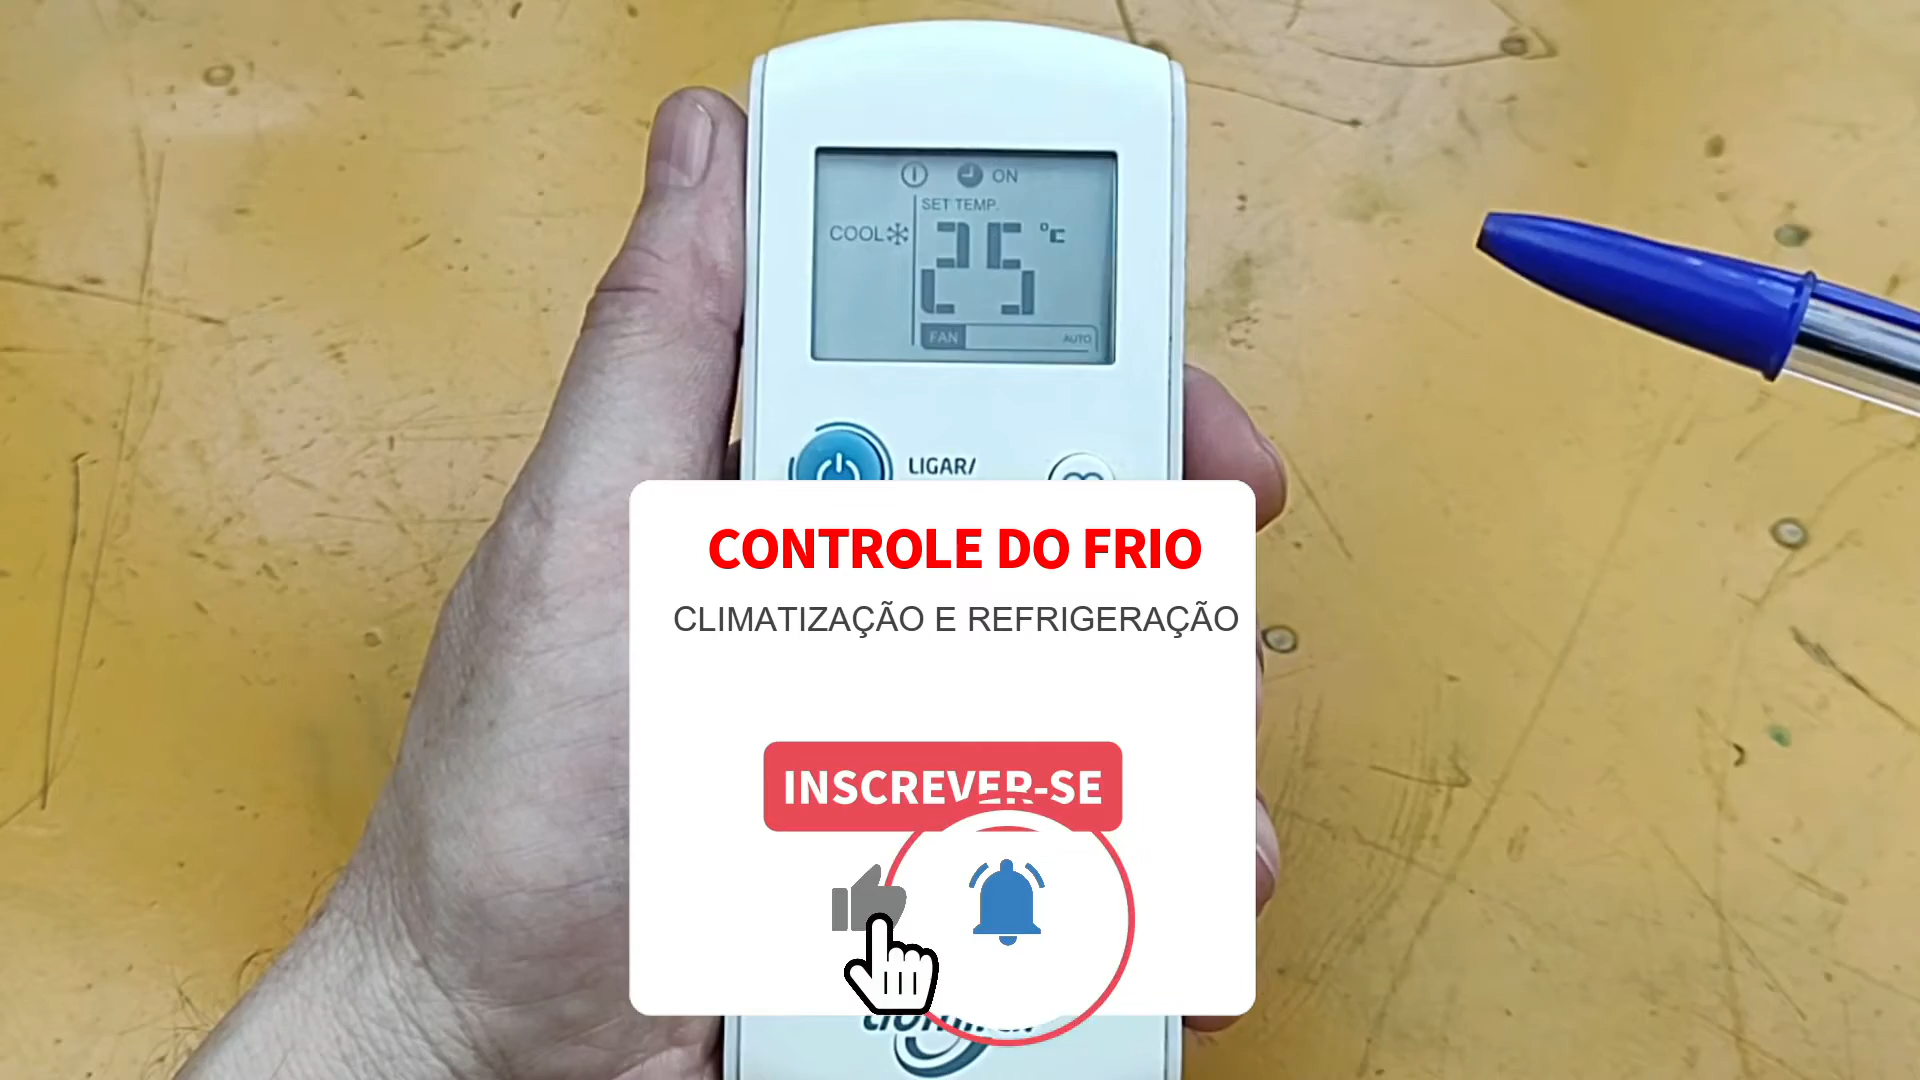 ON
SET TEMP.
COOL
25 °C
FAN
AUTO
LIGAR/
CONTROLE DO FRIO
CLIMATIZAÇÃO E REFRIGERAÇÃO
INSCREVER-SE